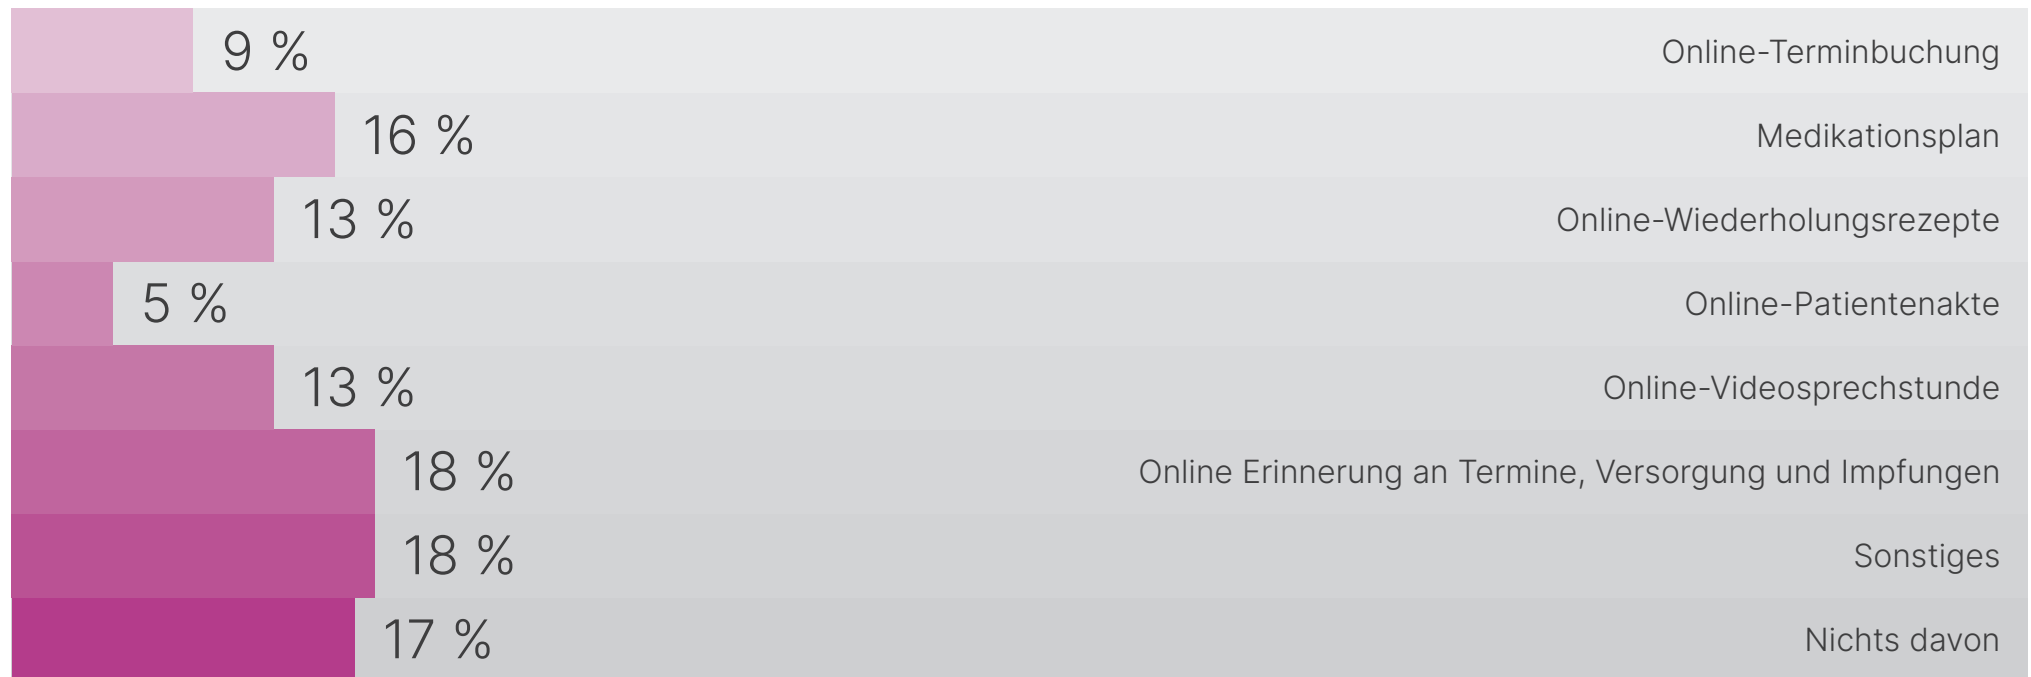 9 % Online-Terminbuchung
16 % Medikationsplan
13 % Online-Wiederholungsrezepte
5 % Online-Patientenakte
13 % Online-Videosprechstunde
18 % Online Erinnerung an Termine, Versorgung und Impfungen
18 % Sonstiges
17 % Nichts davon